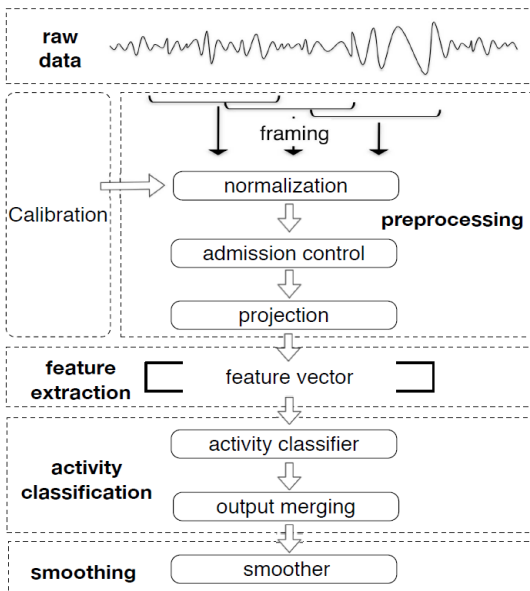 raw
data
framing
normalization
Calibration
preprocessing
admission control
projection
feature
extraction
feature vector
activity classifier
activity
classification
output merging
smoothing
smoother